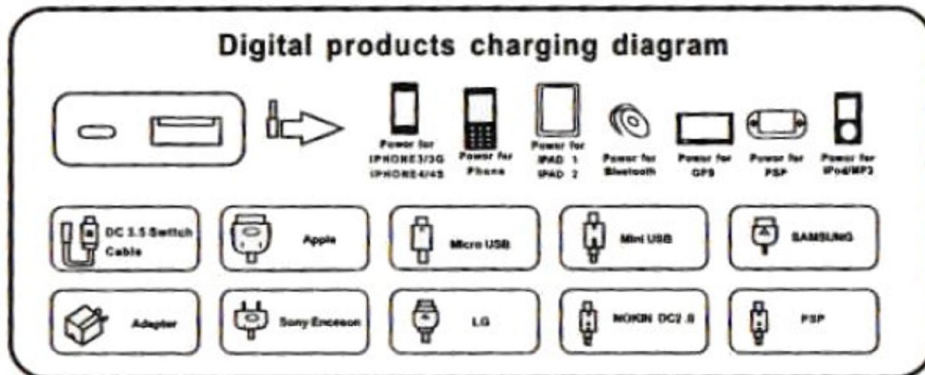 Digital products charging diagram
Power for
IPHONE3/3G
IPHONE4/4S
Power for
Phone
Power for
IPAD 1
IPAD 2
Power for
Bluetooth
Power for
GPS
Power for
PSP
Power for
iPod/MP3
DC 3.5 Switch
Cable
Apple
Micro USB
Mini USB
SAMSUNG
Adapter
Sony Ericsson
LG
NOKIN DC2.0
PSP